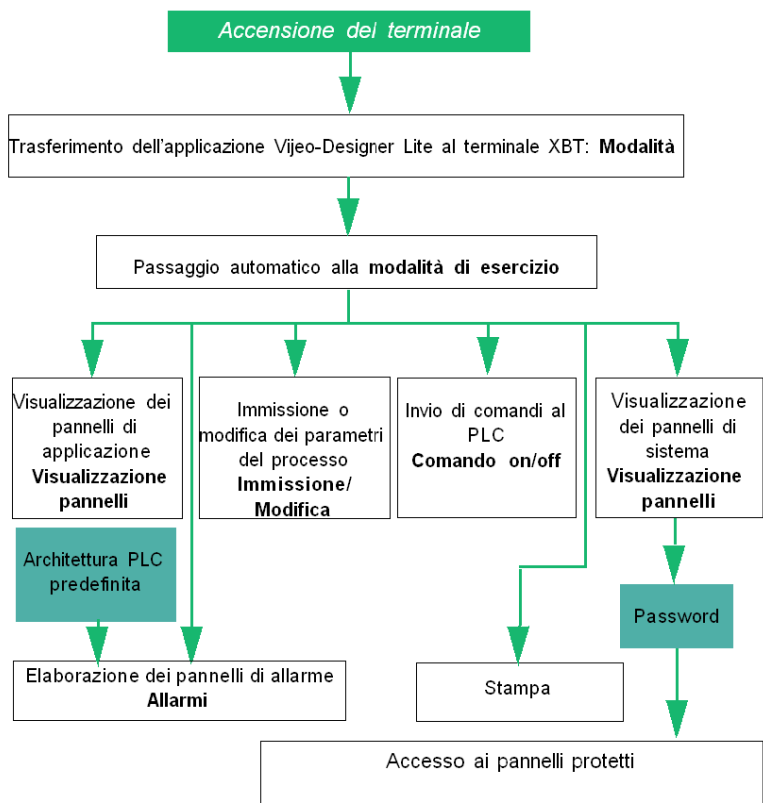 Accensione del terminale
Trasferimento dell'applicazione Vijeo-Designer Lite al terminale XBT: Modalità
Passaggio automatico alla modalità di esercizio
Visualizzazione dei
pannelli di
applicazione
Visualizzazione
pannelli
Immissione o
modifica dei parametri
del processo
Immissione/
Modifica
Invio di comandi al
PLC
Comando on/off
Visualizzazione
dei pannelli di
sistema
Visualizzazione
pannelli
Architettura PLC
predefinita
Password
Elaborazione dei pannelli di allarme
Allarmi
Stampa
Accesso ai pannelli protetti